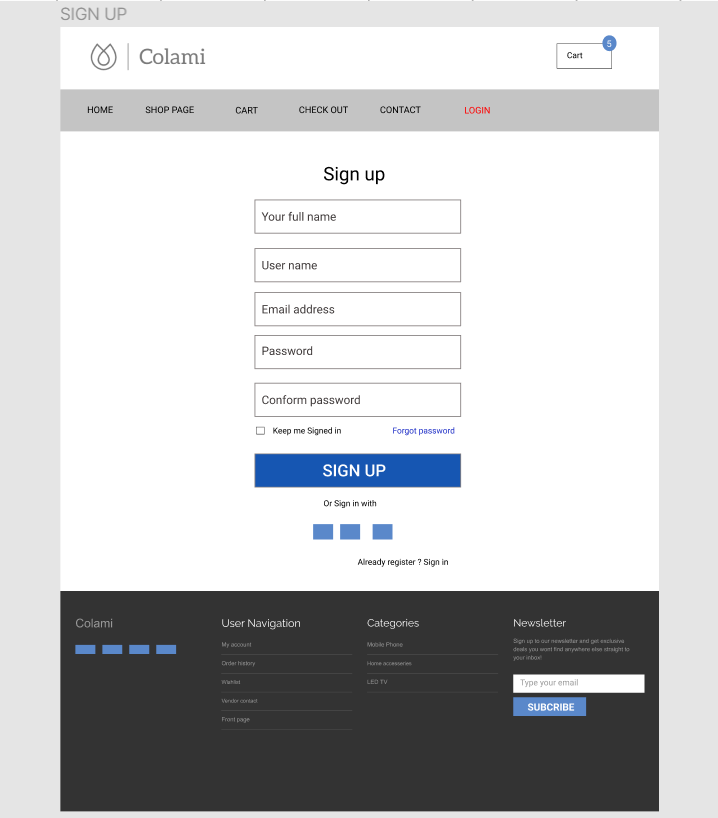 SIGN UP
Colami
Cart
5
HOME
SHOP PAGE
CART
CHECK OUT
CONTACT
LOGIN
Sign up
Your full name
User name
Email address
Password
Conform password
Keep me Signed in
Forgot password
SIGN UP
Or Sign in with
Already register ? Sign in
Colami
User Navigation
My account
Order history
Wishlist
Vendor contact
Front page
Categories
Mobile Phone
Home accesseries
LED TV
Newsletter
Sign up to our newsletter and get exclusiva
deals you wont find anywhere else straight to
your inbox!
Type your email
SUBCRIBE